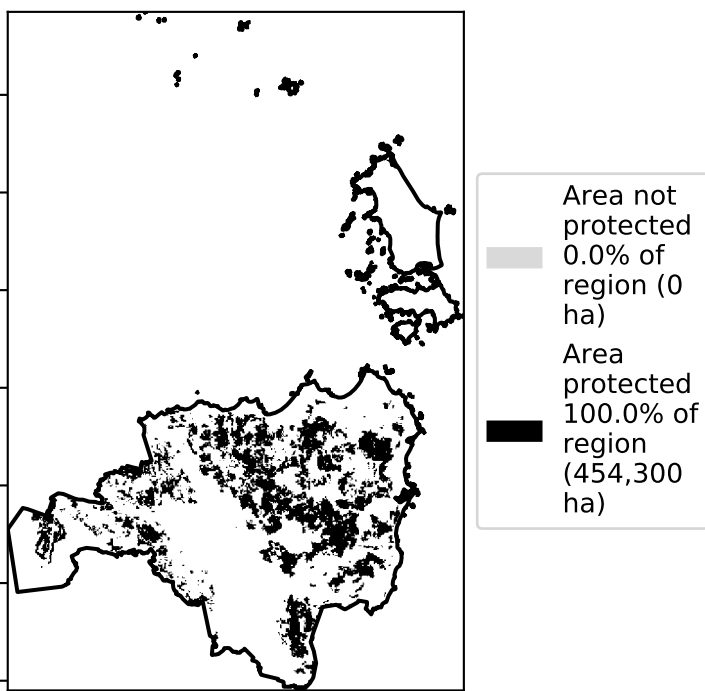 Area not
protected
0.0% of
region (0
ha)
Area
protected
100.0% of
region
(454,300
ha)